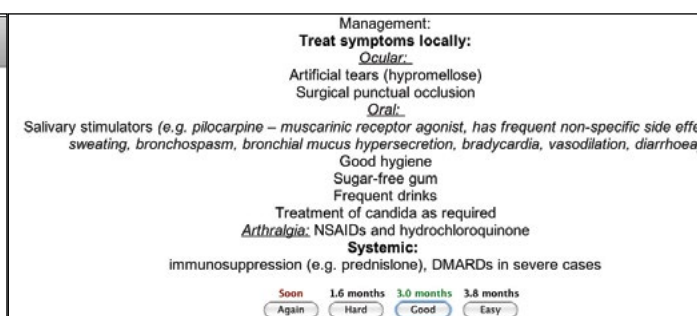 Management:
Treat symptoms locally:
Ocular:
Artificial tears (hypromellose)
Surgical punctual occlusion
Oral:
Salivary stimulators (e.g. pilocarpine – muscarinic receptor agonist, has frequent non-specific side
sweating, bronchospasm, bronchial mucus hypersecretion, bradycardia, vasodilation, diarrhoea
Good hygiene
Sugar-free gum
Frequent drinks
Treatment of candida as required
Arthralgia: NSAIDs and hydrochloroquinone
Systemic:
immunosuppression (e.g. prednislone), DMARDs in severe cases
Soon 1.6 months 3.0 months 3.8 months
Again Hard Good Easy